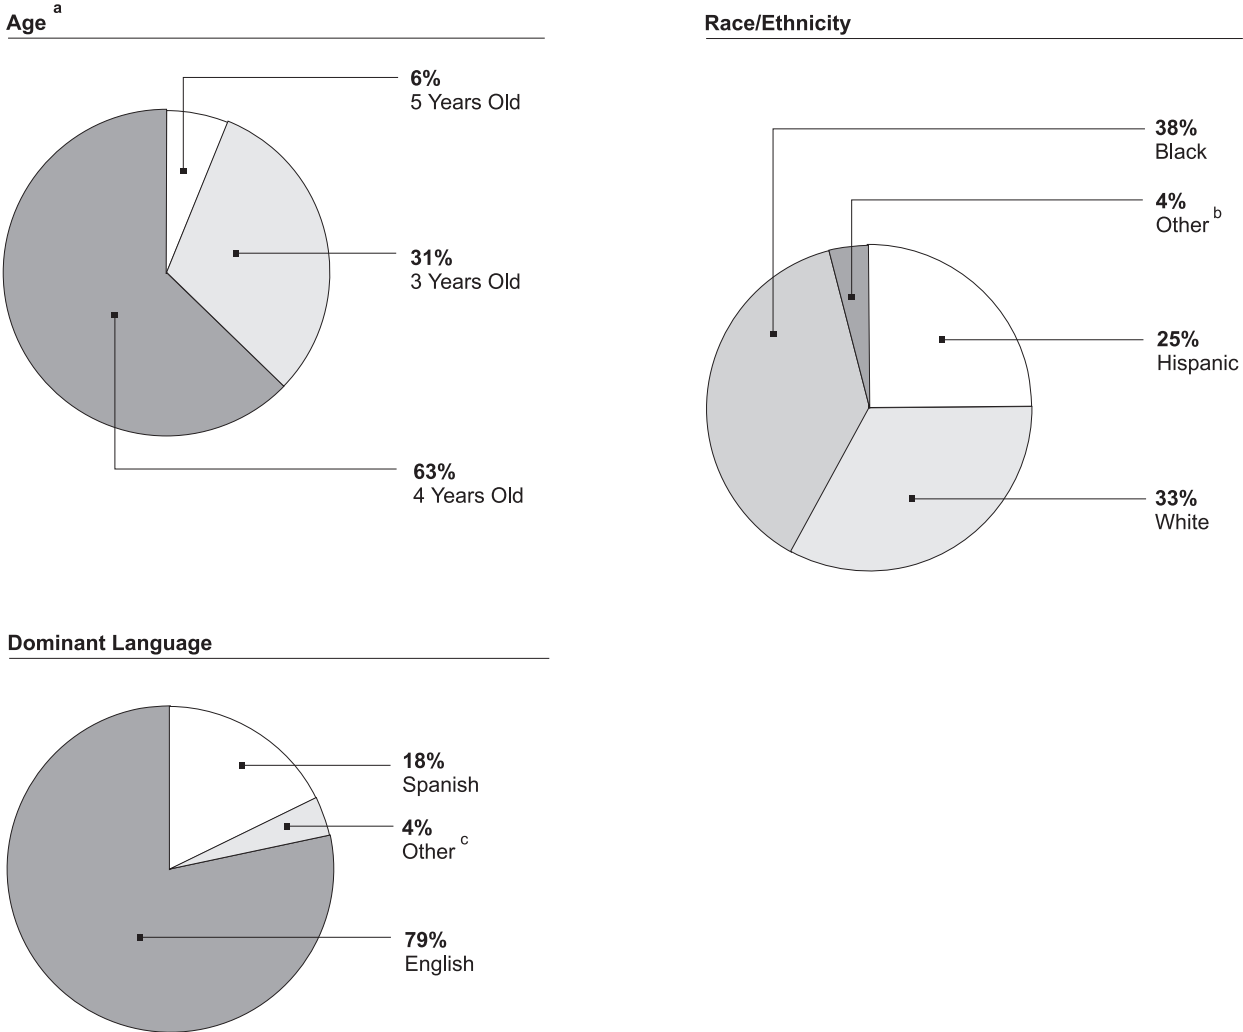 Age a
6%
5 Years Old
31%
3 Years Old
63%
4 Years Old
Race/Ethnicity
38%
Black
4%
Other b
25%
Hispanic
33%
White
Dominant Language
18%
Spanish
4%
Other c
79%
English